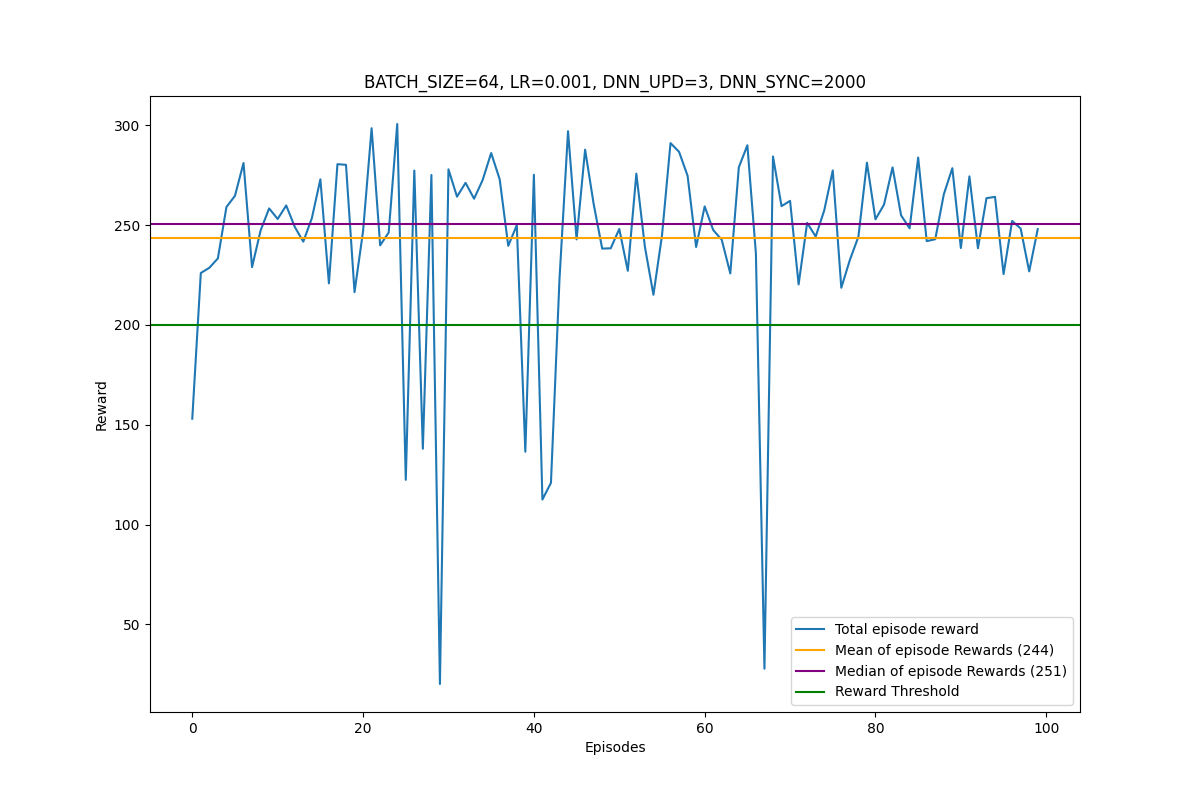 BATCH_SIZE=64, LR=0.001, DNN_UPD=3, DNN_SYNC=2000
300
250
200
150
100
50
Reward
Total episode reward
Mean of episode Rewards (244)
Median of episode Rewards (251)
Reward Threshold
0 20 40 60 80 100
Episodes